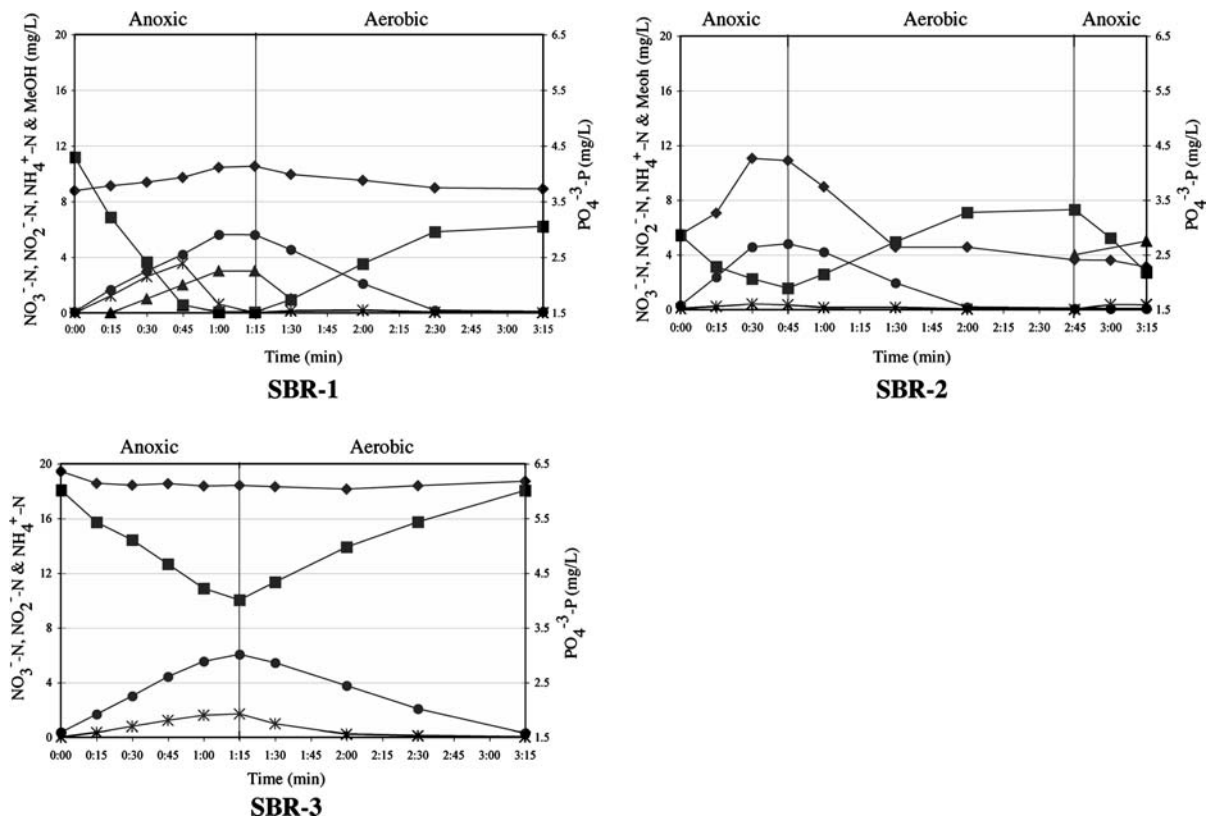 Anoxic Aerobic
NO3⁻-N, NO2⁻-N, NH4⁺-N & MeOH (mg/L)
20
16
12
8
4
0
6.5
5.5
4.5
3.5
2.5
1.5
PO4⁻³-P (mg/L)
0:00 0:15 0:30 0:45 1:00 1:15 1:30 1:45 2:00 2:15 2:30 2:45 3:00 3:15
Time (min)
SBR-1
Anoxic Aerobic Anoxic
NO3⁻-N, NO2⁻-N, NH4⁺-N & Meoh (mg/L)
20
16
12
8
4
0
6.5
5.5
4.5
3.5
2.5
1.5
PO4⁻³-P (mg/L)
0:00 0:15 0:30 0:45 1:00 1:15 1:30 1:45 2:00 2:15 2:30 2:45 3:00 3:15
Time (min)
SBR-2
Anoxic Aerobic
NO3⁻-N, NO2⁻-N & NH4⁺-N
20
16
12
8
4
0
6.5
5.5
4.5
3.5
2.5
1.5
PO4⁻³-P (mg/L)
0:00 0:15 0:30 0:45 1:00 1:15 1:30 1:45 2:00 2:15 2:30 2:45 3:00 3:15
Time (min)
SBR-3